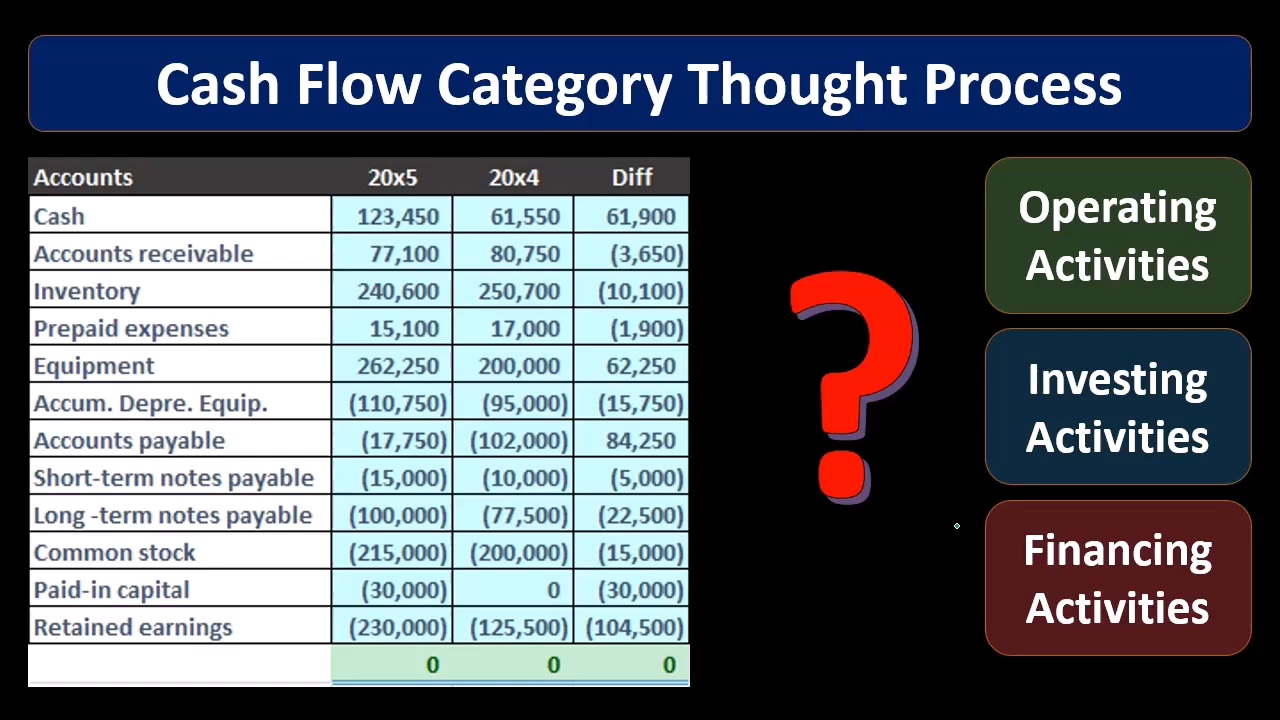 Cash Flow Category Thought Process
Accounts 20x5 20x4 Diff
Cash 123,450 61,550 61,900
Accounts receivable 77,100 80,750 (3,650)
Inventory 240,600 250,700 (10,100)
Prepaid expenses 15,100 17,000 (1,900)
Equipment 262,250 200,000 62,250
Accum. Depre. Equip. (110,750) (95,000) (15,750)
Accounts payable (17,750) (102,000) 84,250
Short-term notes payable (15,000) (10,000) (5,000)
Long -term notes payable (100,000) (77,500) (22,500)
Common stock (215,000) (200,000) (15,000)
Paid-in capital (30,000) 0 (30,000)
Retained earnings (230,000) (125,500) (104,500)
0 0 0
?
Operating
Activities
Investing
Activities
Financing
Activities